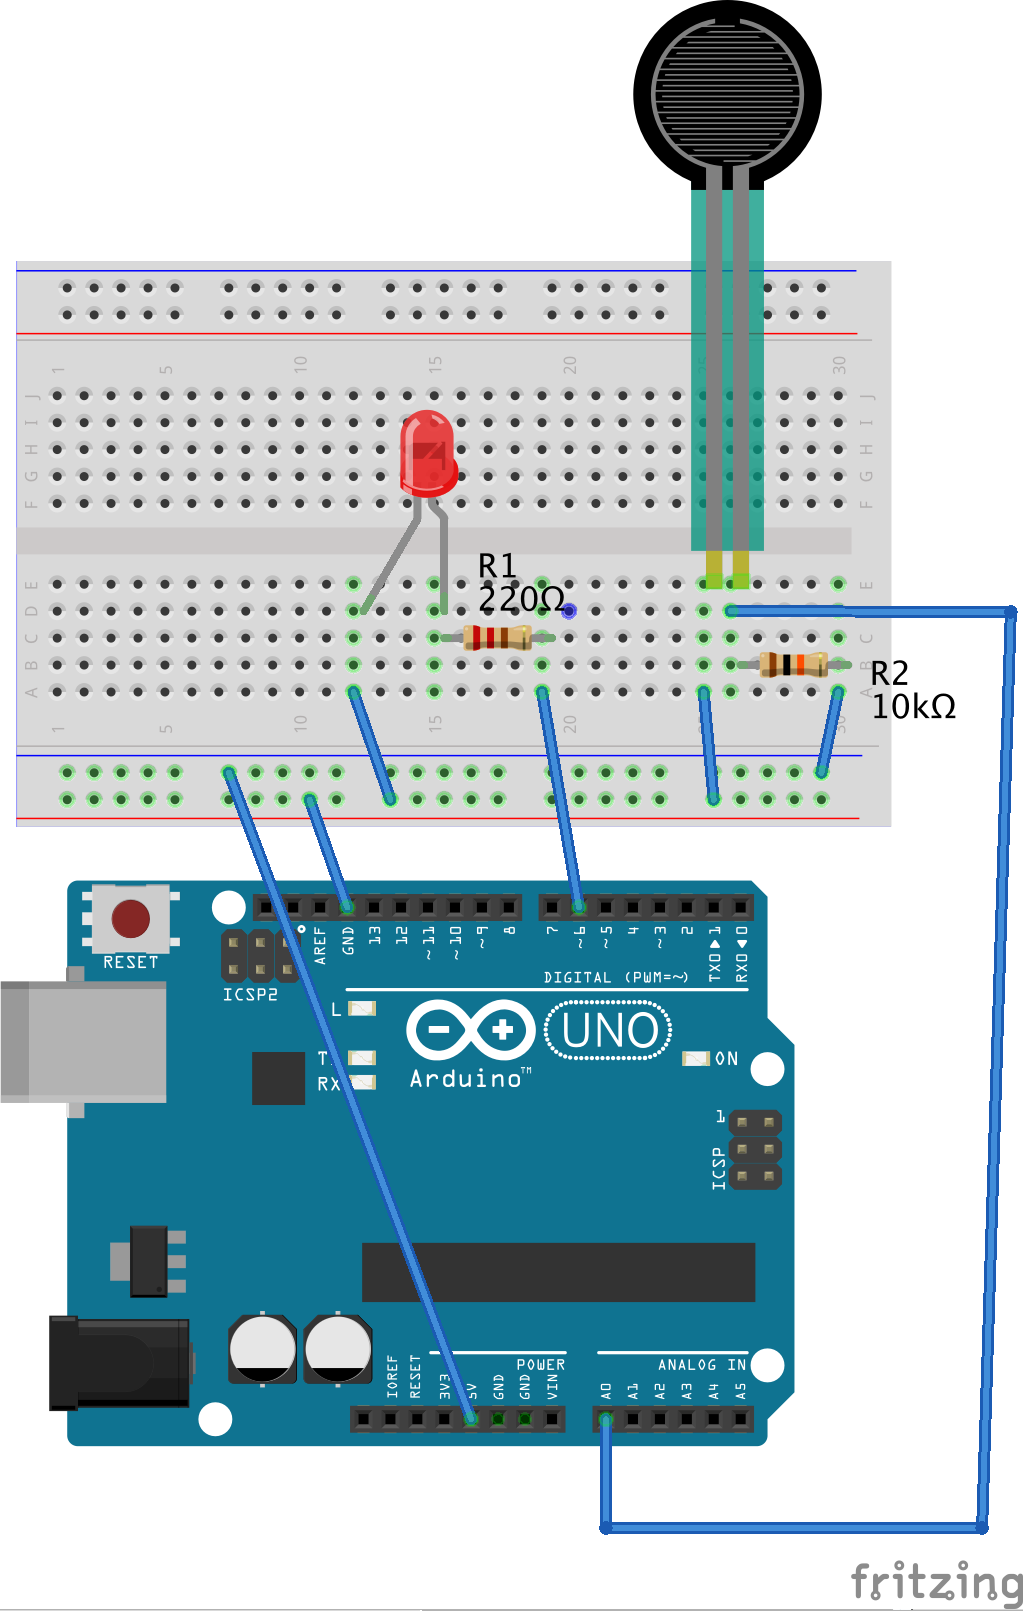 1 5 10 15 20 25 30
J J
I I
H H
G G
F F
R1
220Ω
E E
D
C C
B B
R2
A A
10kΩ
1 5 10 15 20 30
RESET
ICSP2
AREF GND 13 12 ~11 ~10 ~9 8 7 ~6 ~5 4 ~3 2 TX0▶1 RX0◀0
DIGITAL (PWM=~)
L
UNO
TX
ON
RX
Arduino™
1
ICSP
POWER
ANALOG IN
IOREF RESET 3V3 5V GND GND VIN A0 A1 A2 A3 A4 A5
fritzing